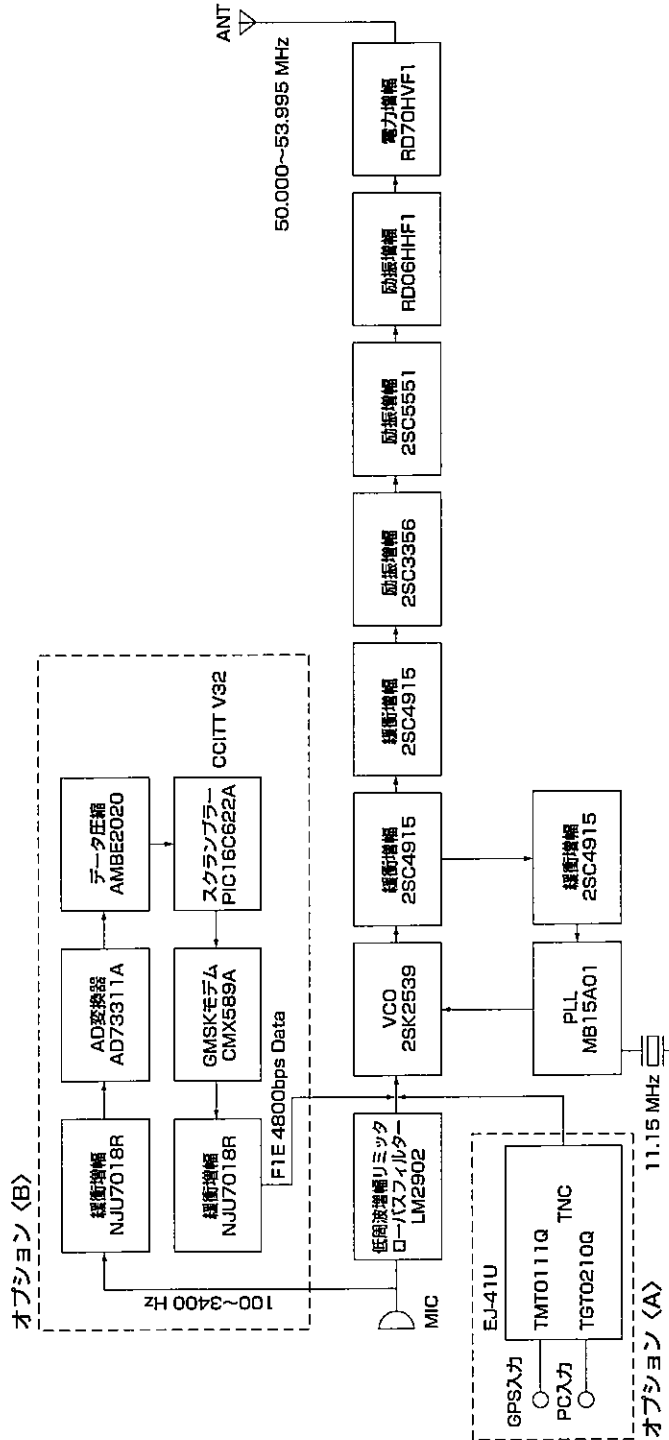 オプション〈B〉
緩衝増幅
NJU7018R
AD変換器
AD73311A
データ圧縮
AMBE2020
緩衝増幅
NJU7018R
GMSKモデム
CMX589A
スクランブラー
PIC16C622A
CCITT V32
100~3400 Hz
F1E 4800bps Data
MIC
低周波増幅リミッタ
ローパスフィルター
LM2902
VCO
2SK2539
緩衝増幅
2SC4915
緩衝増幅
2SC4915
励振増幅
2SC3356
励振増幅
2SC5551
励振増幅
RD06HHF1
電力増幅
RD70HVF1
50.000~53.995 MHz
ANT
PLL
MB15A01
緩衝増幅
2SC4915
11.15 MHz
EJ-41U
GPS入力
TMT0111Q
TNC
PC入力
TGT0210Q
オプション〈A〉